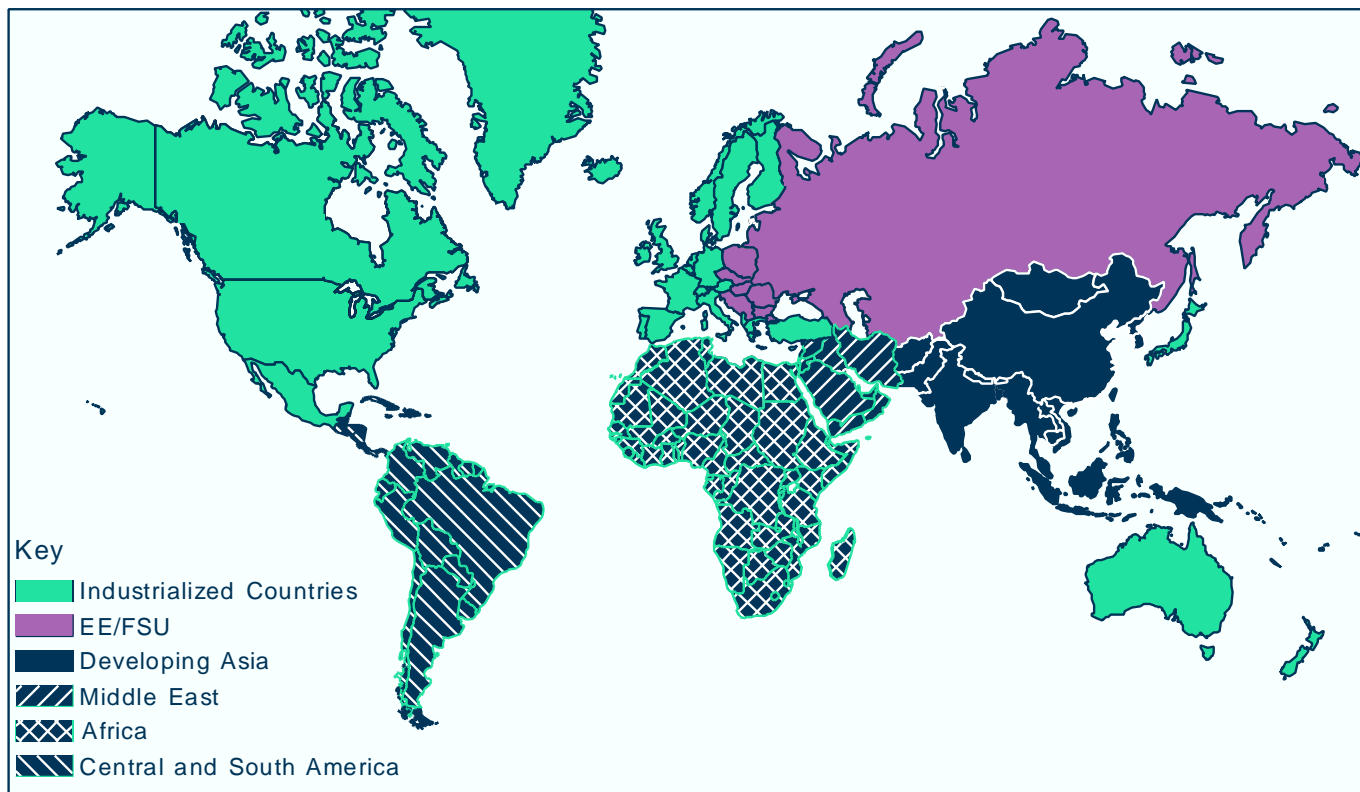 Key
Industrialized Countries
EE/FSU
Developing Asia
Middle East
Africa
Central and South America